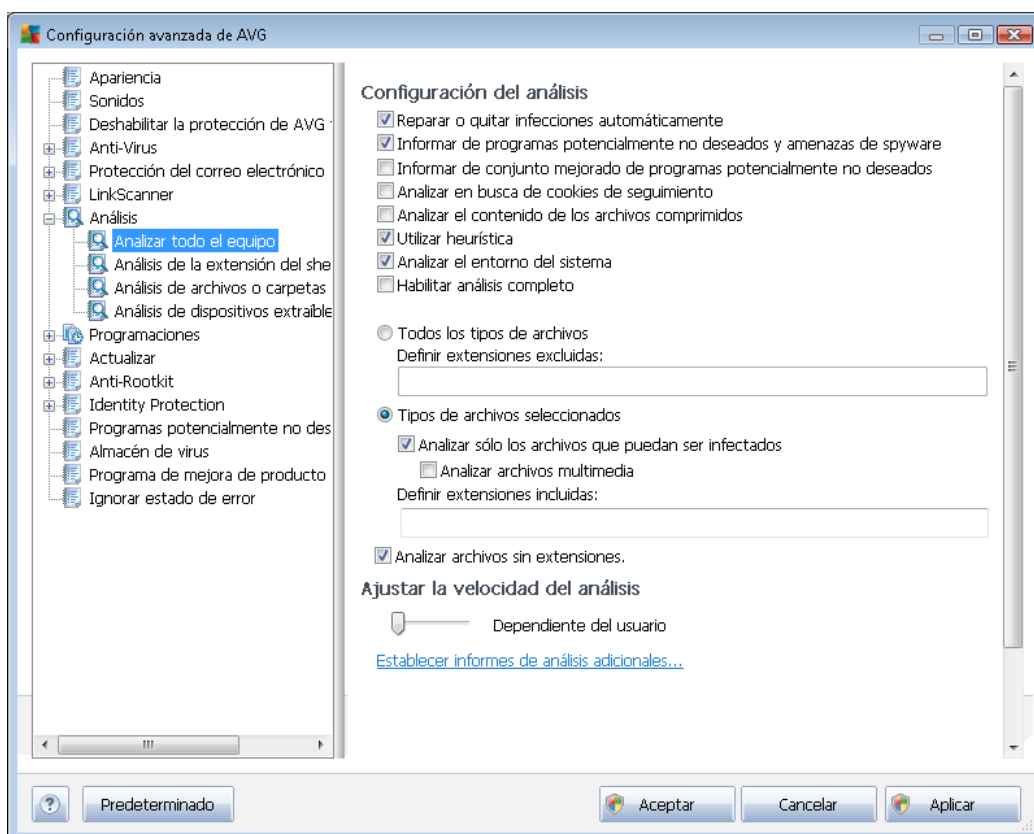 Configuración avanzada de AVG
Apariencia
Sonidos
Deshabilitar la protección de AVG
Anti-Virus
Protección del correo electrónico
LinkScanner
Análisis
Analizar todo el equipo
Análisis de la extensión del she
Análisis de archivos o carpetas
Análisis de dispositivos extraíble
Programaciones
Actualizar
Anti-Rootkit
Identity Protection
Programas potencialmente no des
Almacén de virus
Programa de mejora de producto
Ignorar estado de error
Configuración del análisis
Reparar o quitar infecciones automáticamente
Informar de programas potencialmente no deseados y amenazas de spyware
Informar de conjunto mejorado de programas potencialmente no deseados
Analizar en busca de cookies de seguimiento
Analizar el contenido de los archivos comprimidos
Utilizar heurística
Analizar el entorno del sistema
Habilitar análisis completo
Todos los tipos de archivos
Definir extensiones excluidas:
Tipos de archivos seleccionados
Analizar sólo los archivos que puedan ser infectados
Analizar archivos multimedia
Definir extensiones incluidas:
Analizar archivos sin extensiones.
Ajustar la velocidad del análisis
Dependiente del usuario
Establecer informes de análisis adicionales...
?
Predeterminado
Aceptar
Cancelar
Aplicar